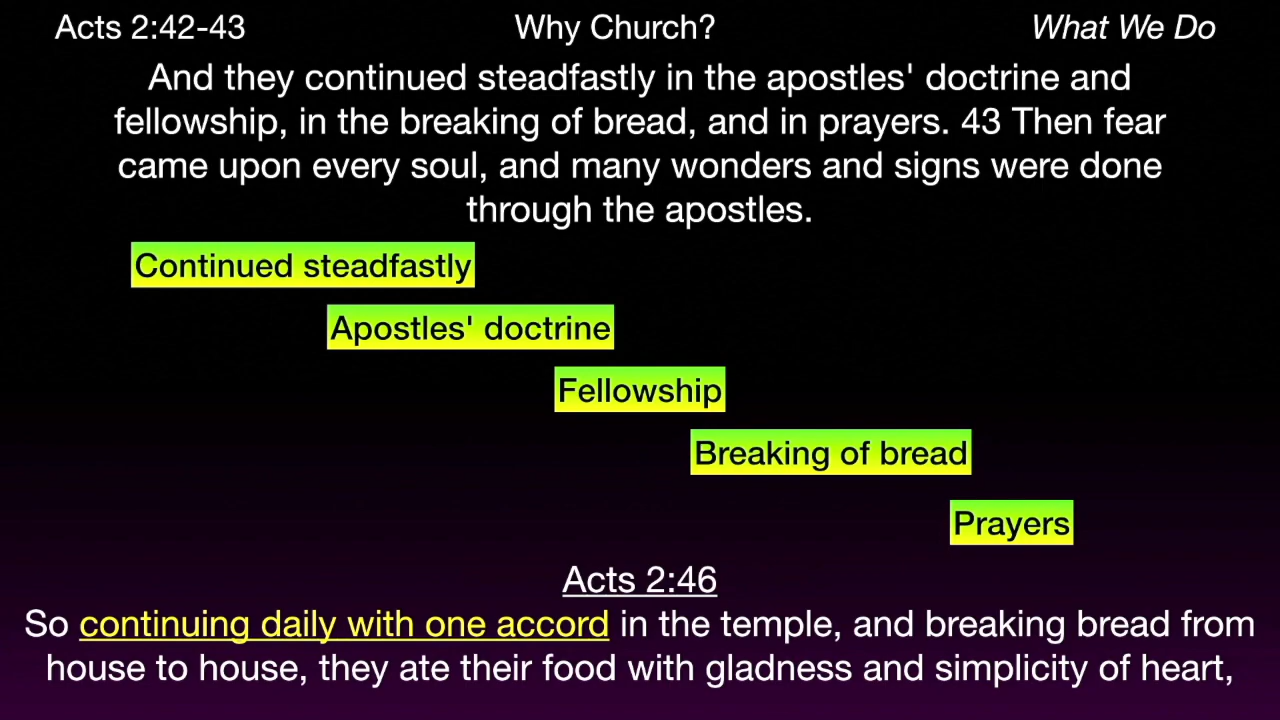 Acts 2:42-43 Why Church? What We Do
And they continued steadfastly in the apostles' doctrine and
fellowship, in the breaking of bread, and in prayers. 43 Then fear
came upon every soul, and many wonders and signs were done
through the apostles.
Continued steadfastly
Apostles' doctrine
Fellowship
Breaking of bread
Prayers
Acts 2:46
So continuing daily with one accord in the temple, and breaking bread from
house to house, they ate their food with gladness and simplicity of heart,